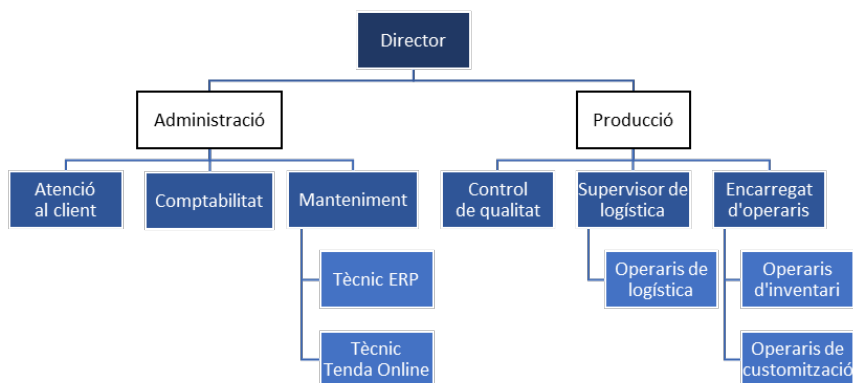 Director
Administració
Producció
Atenció
al client
Comptabilitat
Manteniment
Control
de qualitat
Supervisor de
logística
Encarregat
d'operaris
Tècnic ERP
Operaris de
logística
Operaris
d'inventari
Tècnic
Tenda Online
Operaris de
customització